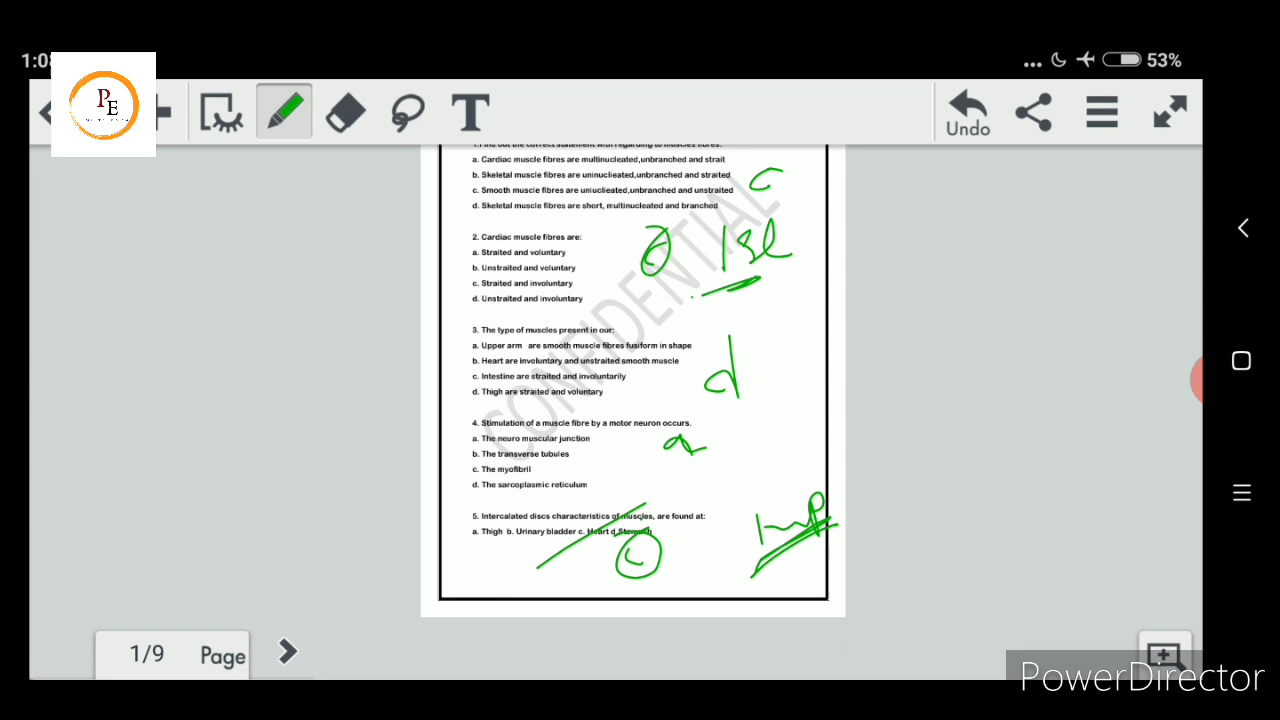 1:0
53%
PE
T
Undo
1.Find out the correct statement with regarding to muscles fibres:
a. Cardiac muscle fibres are multinucleated,unbranched and strait
b. Skeletal muscle fibres are uninuclieated,unbranched and straited
c. Smooth muscle fibres are uniuclieated,unbranched and unstraited
c
d. Skeletal muscle fibres are short, multinucleated and branched
2. Cardiac muscle fibres are:
a. Straited and voluntary
c
b. Unstraited and voluntary
c. Straited and involuntary
d. Unstraited and involuntary
3. The type of muscles present in our:
a. Upper arm are smooth muscle fibres fusiform in shape
b. Heart are involuntary and unstraited smooth muscle
c. Intestine are straited and involuntarily
d
d. Thigh are straited and voluntary
4. Stimulation of a muscle fibre by a motor neuron occurs.
a. The neuro muscular junction
a
b. The transverse tubules
c. The myofibril
d. The sarcoplasmic reticulum
5. Intercalated discs characteristics of muscles, are found at:
Imp
a. Thigh b. Urinary bladder c. Heart d.Stomach
c
CONFIDENTIAL
1/9 Page
PowerDirector